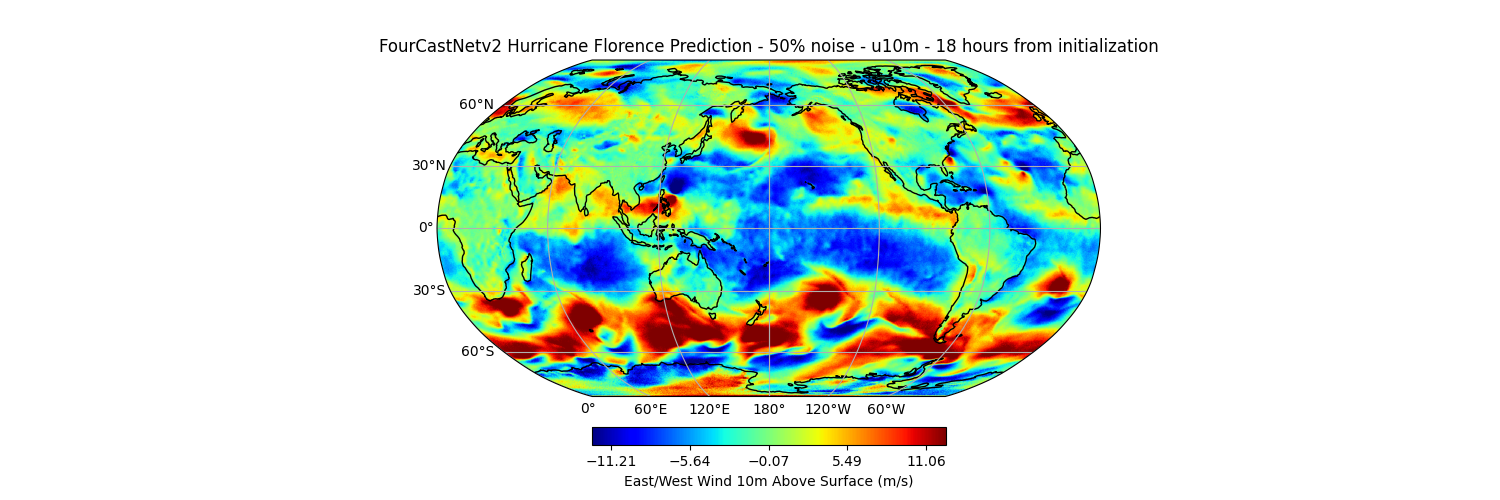 FourCastNetv2 Hurricane Florence Prediction - 50% noise - u10m - 18 hours from initialization
60°N
30°N
0°
30°S
60°S
0° 60°E 120°E 180° 120°W 60°W
−11.21 −5.64 −0.07 5.49 11.06
East/West Wind 10m Above Surface (m/s)